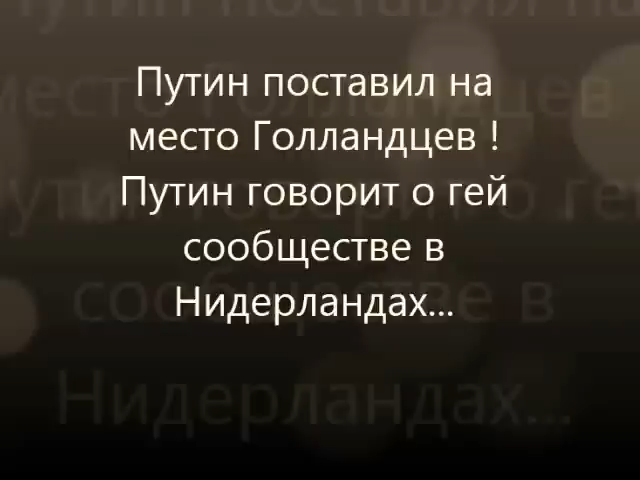 Путин поставил на
место Голландцев !
Путин говорит о гей
сообществе в
Нидерландах...